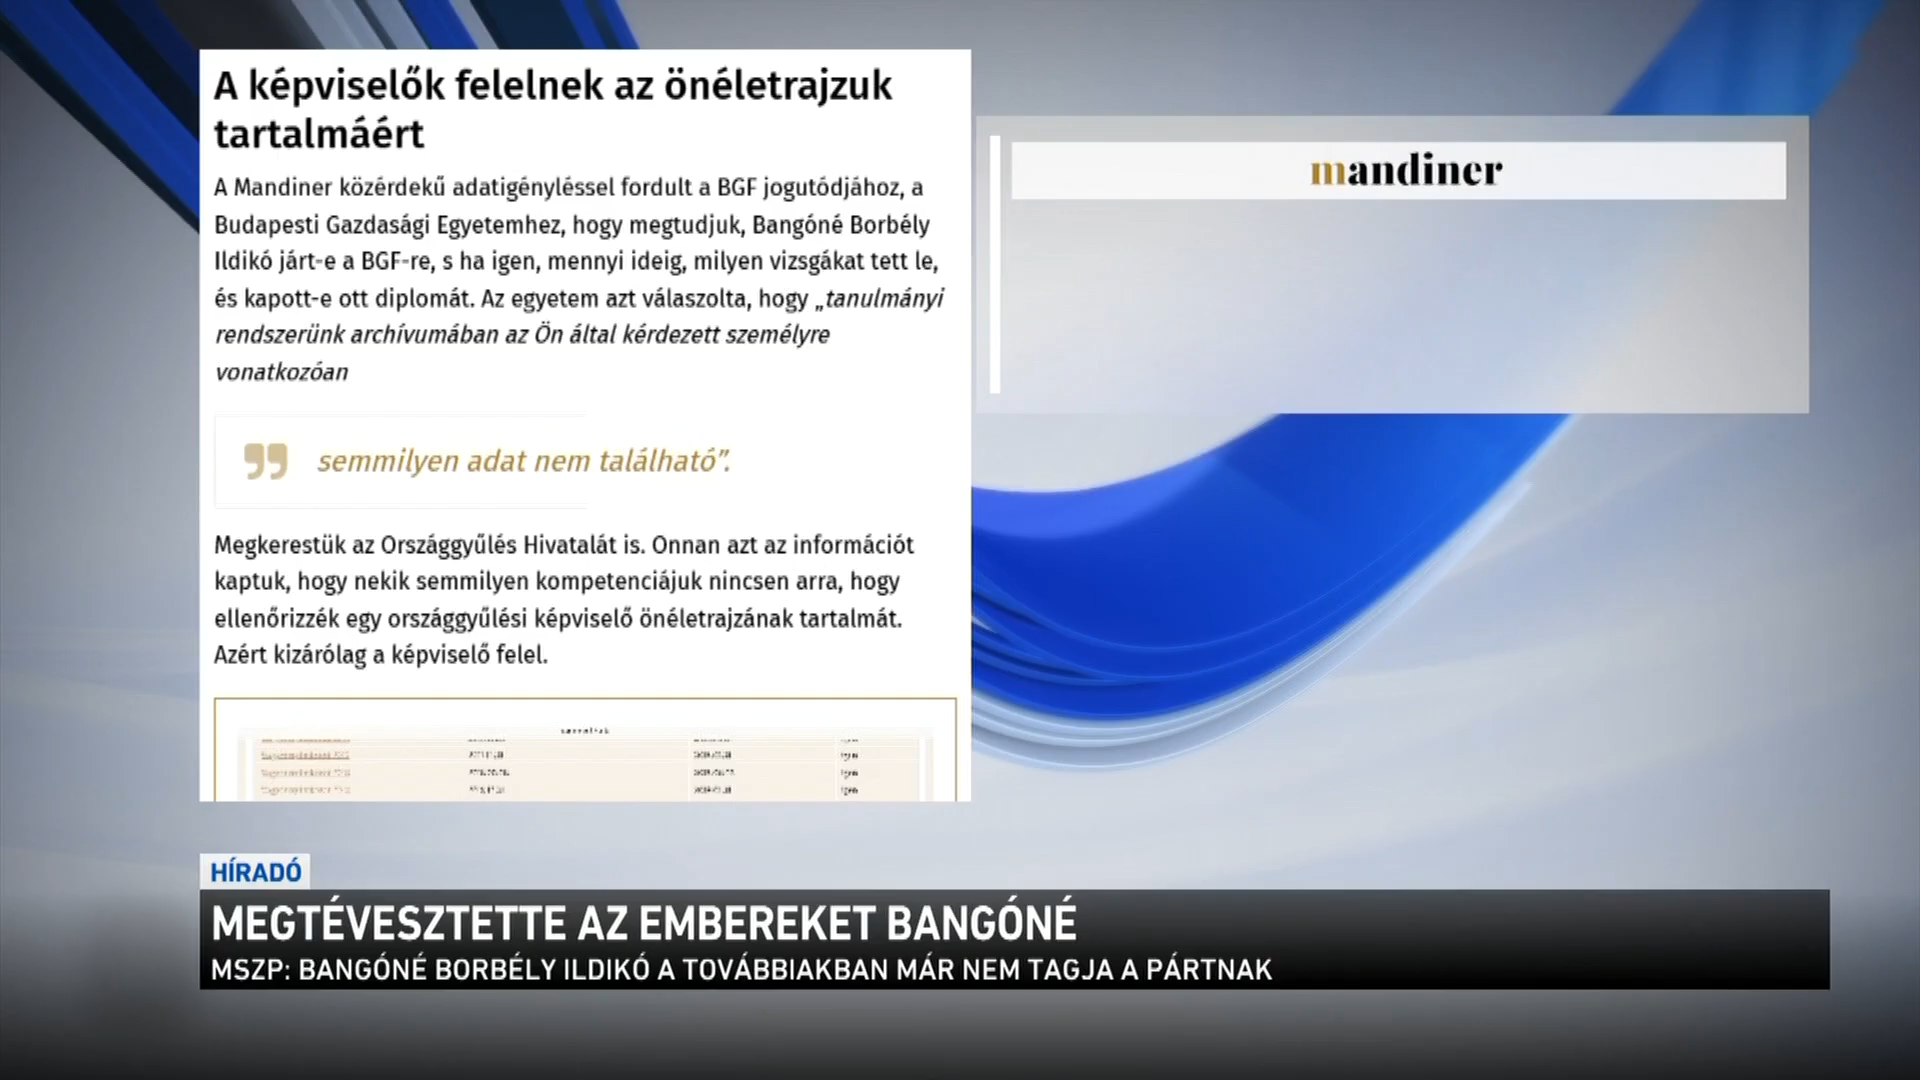 A képviselők felelnek az önéletrajzuk
tartalmáért
A Mandiner közérdekű adatigényléssel fordult a BGF jogutódjához, a
Budapesti Gazdasági Egyetemhez, hogy megtudjuk, Bangóné Borbély
Ildikó járt-e a BGF-re, s ha igen, mennyi ideig, milyen vizsgákat tett le,
és kapott-e ott diplomát. Az egyetem azt válaszolta, hogy „tanulmányi
rendszerünk archívumában az Ön által kérdezett személyre
vonatkozóan
semmilyen adat nem található”.
Megkerestük az Országgyűlés Hivatalát is. Onnan azt az információt
kaptuk, hogy nekik semmilyen kompetenciájuk nincsen arra, hogy
ellenőrizzék egy országgyűlési képviselő önéletrajzának tartalmát.
Azért kizárólag a képviselő felel.
mandiner
HÍRADÓ
MEGTÉVESZTETTE AZ EMBEREKET BANGÓNÉ
MSZP: BANGÓNÉ BORBÉLY ILDIKÓ A TOVÁBBIAKBAN MÁR NEM TAGJA A PÁRTNAK